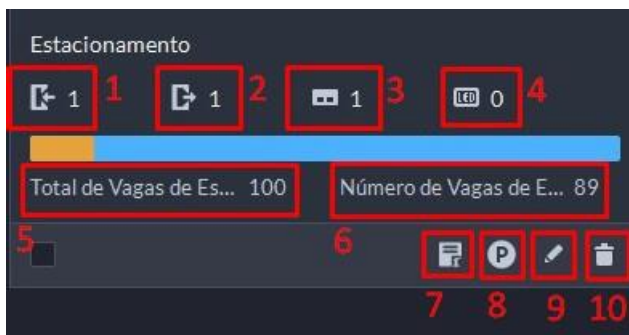 Estacionamento
1 1 1 2 1 3 LED 0 4
Total de Vagas de Es... 100 Número de Vagas de E... 89
5 6 P
7 8 9 10